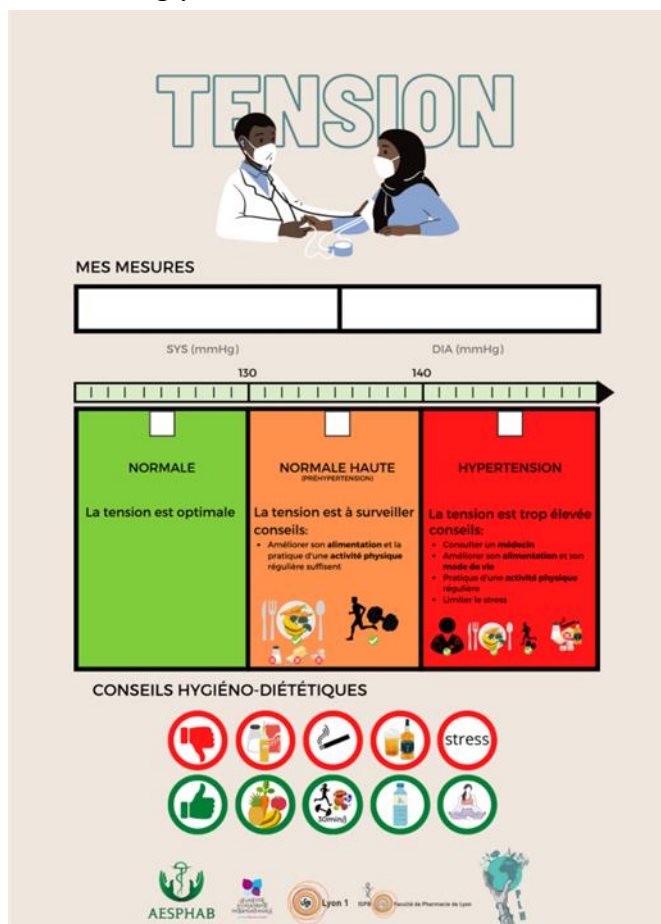 TENSION
MES MESURES
SYS (mmHg)
DIA (mmHg)
130
140
NORMALE
La tension est optimale
NORMALE HAUTE
(PRÉHYPERTENSION)
La tension est à surveiller
conseils:
• Améliorer son alimentation et la
pratique d'une activité physique
régulière suffisent
HYPERTENSION
La tension est trop élevée
conseils:
• Consulter un médecin
• Améliorer son alimentation et son
mode de vie
• Pratique d'une activité physique
régulière
• Limiter le stress
CONSEILS HYGIÉNO-DIÉTÉTIQUES
stress
30min/j
AESPHAB
Lyon 1
ISPB
Faculté de Pharmacie de Lyon